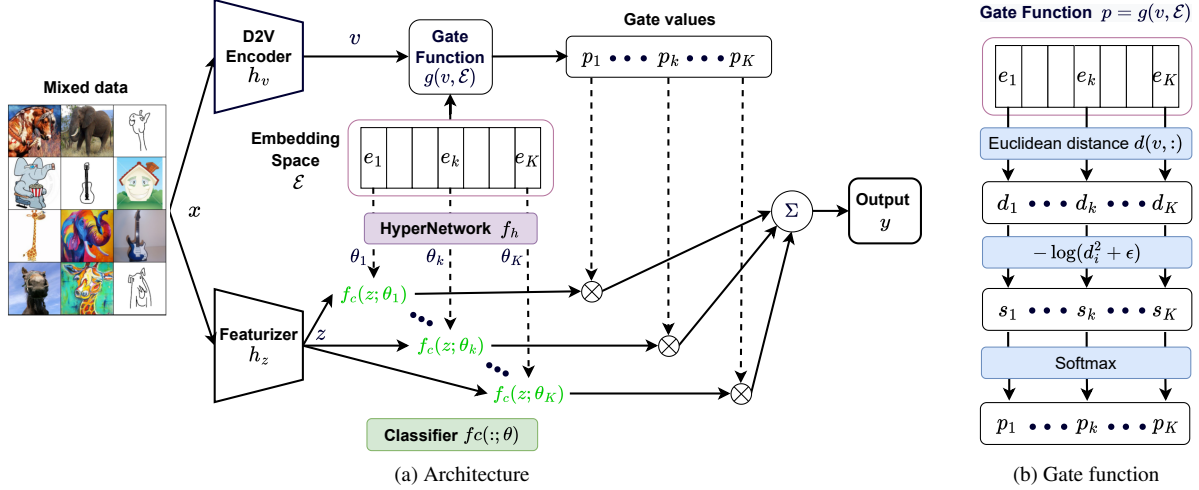 Mixed data
x
D2V
Encoder
h_v
v
Gate
Function
g(v, ℰ)
Gate values
p_1 • • • p_k • • • p_K
Embedding
Space
ℰ
e_1 e_k e_K
HyperNetwork f_h
θ_1 θ_k θ_K
Featurizer
h_z
z
f_c(z; θ_1)
f_c(z; θ_k)
f_c(z; θ_K)
Σ
Output
y
Classifier fc(:; θ)
(a) Architecture
Gate Function p = g(v, ℰ)
e_1 e_k e_K
Euclidean distance d(v, :)
d_1 • • • d_k • • • d_K
− log(d_i^2 + ϵ)
s_1 • • • s_k • • • s_K
Softmax
p_1 • • • p_k • • • p_K
(b) Gate function